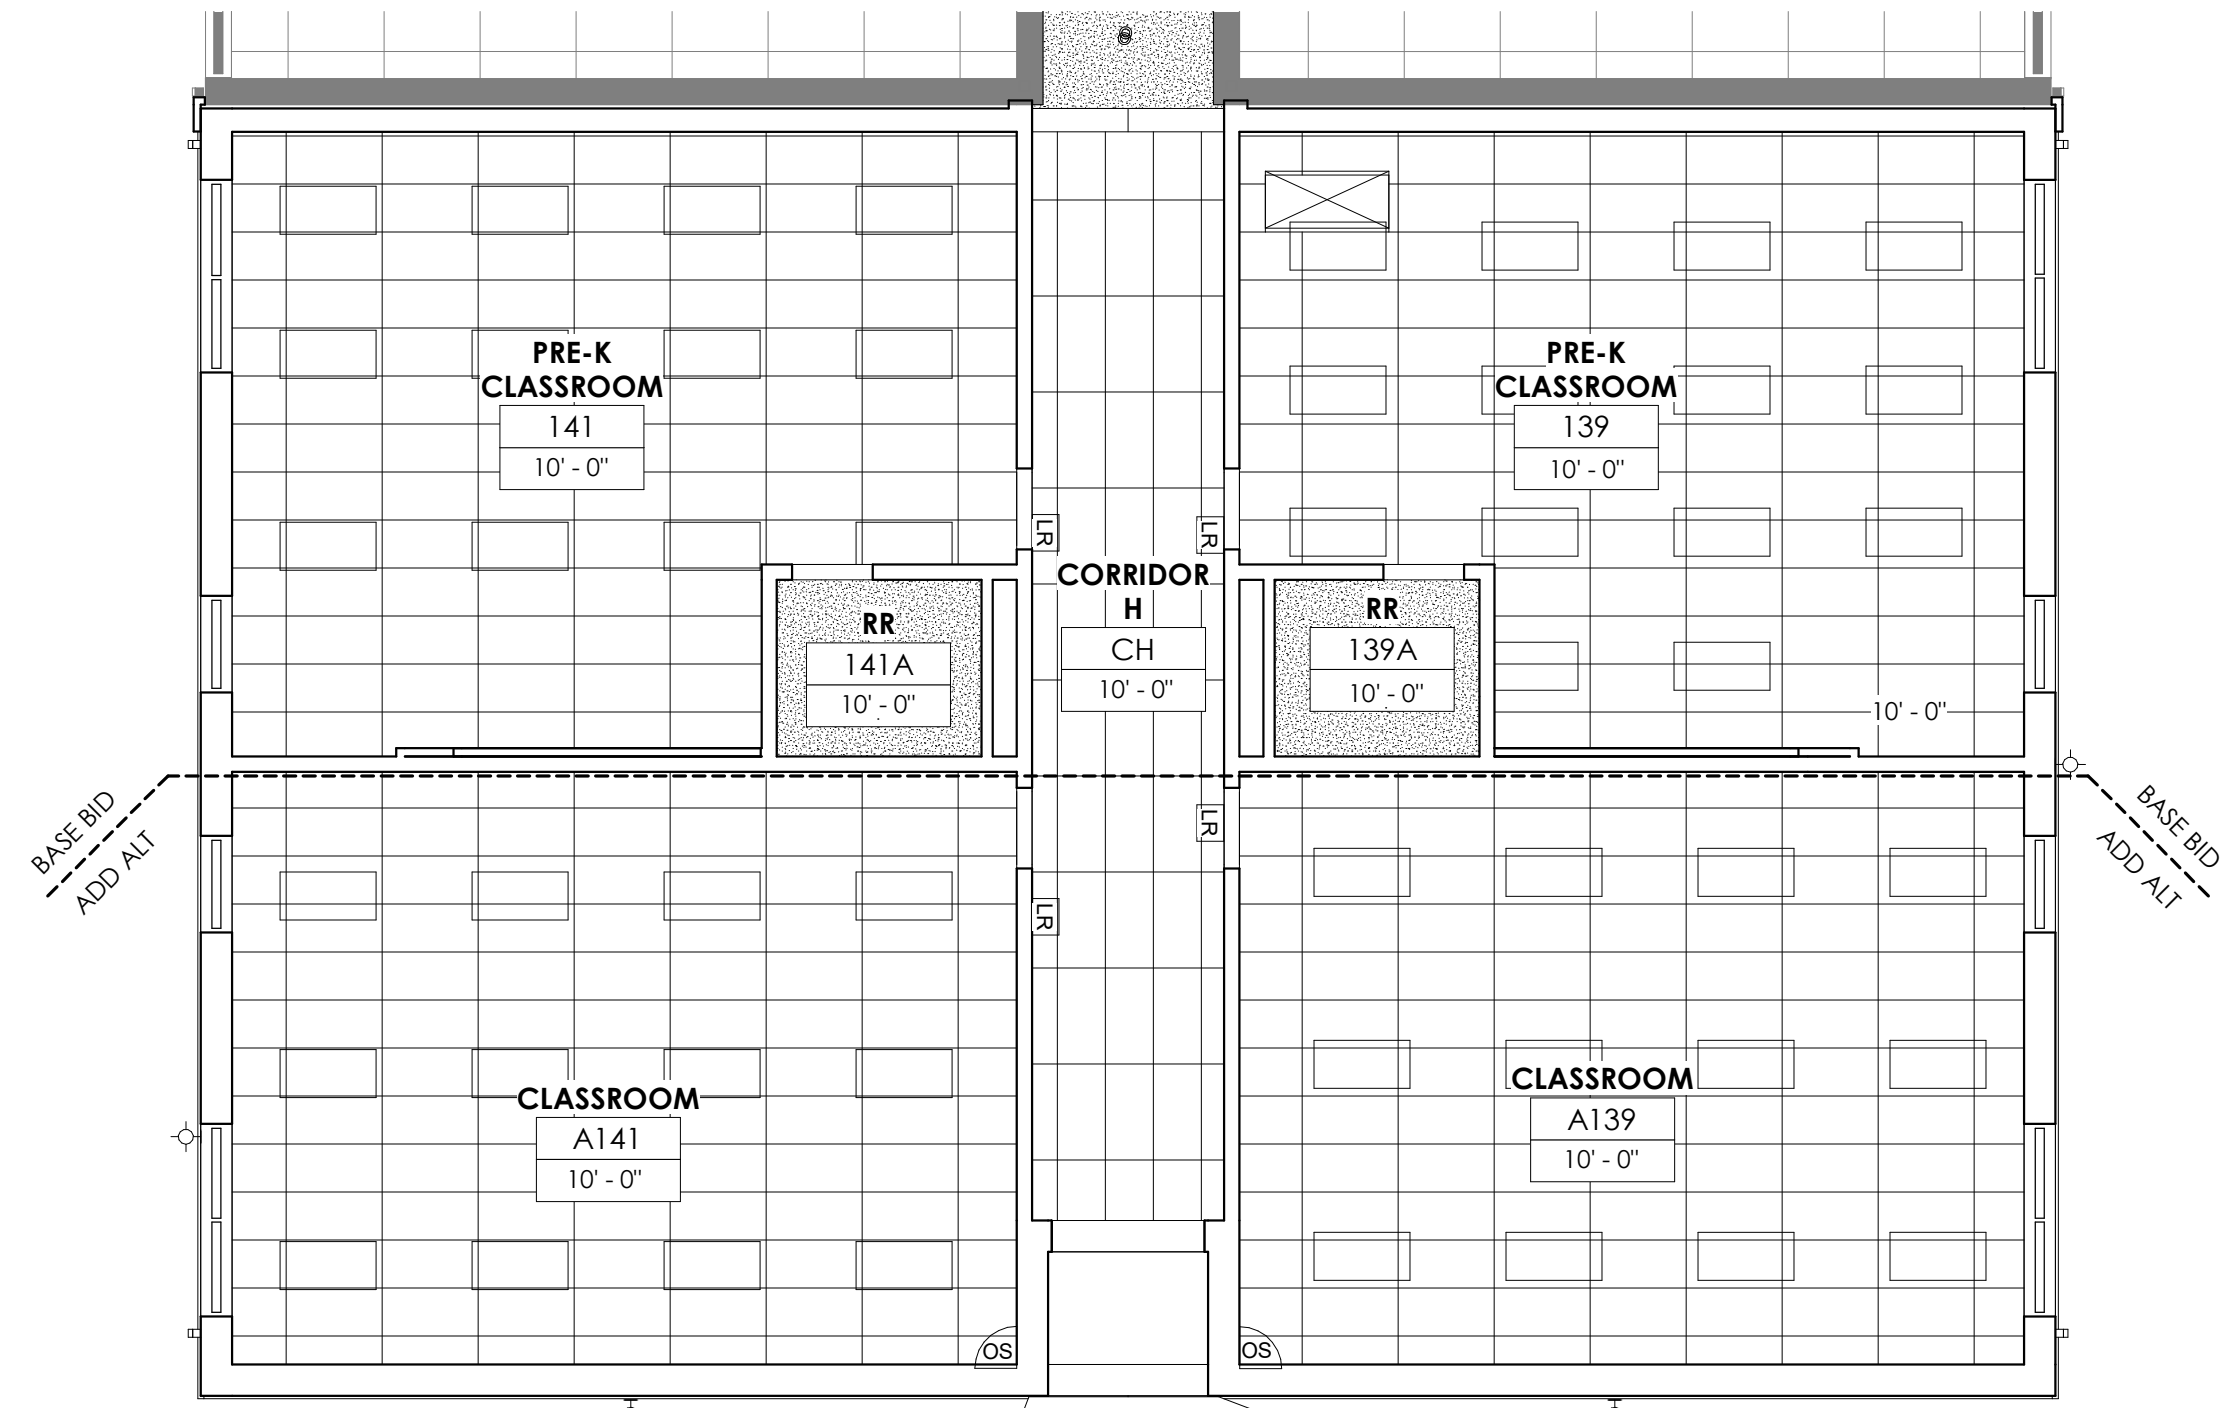 PRE-K
CLASSROOM
141
10' - 0"
PRE-K
CLASSROOM
139
10' - 0"
LR
LR
CORRIDOR
H
CH
10' - 0"
RR
141A
10' - 0"
RR
139A
10' - 0"
10' - 0"
BASE BID
ADD ALT
BASE BID
ADD ALT
LR
LR
CLASSROOM
A141
10' - 0"
CLASSROOM
A139
10' - 0"
OS
OS